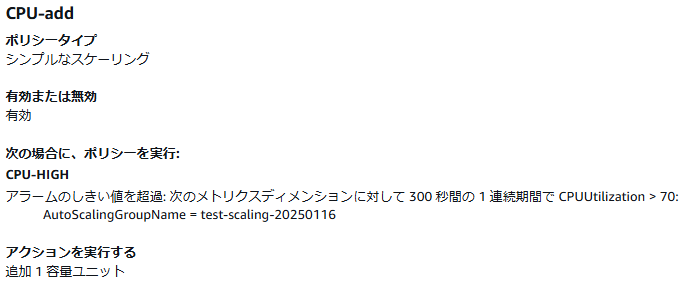 CPU-add
ポリシータイプ
シンプルなスケーリング
有効または無効
有効
次の場合に、ポリシーを実行:
CPU-HIGH
アラームのしきい値を超過: 次のメトリクスディメンションに対して 300 秒間の 1 連続期間で CPUUtilization > 70:
AutoScalingGroupName = test-scaling-20250116
アクションを実行する
追加 1 容量ユニット